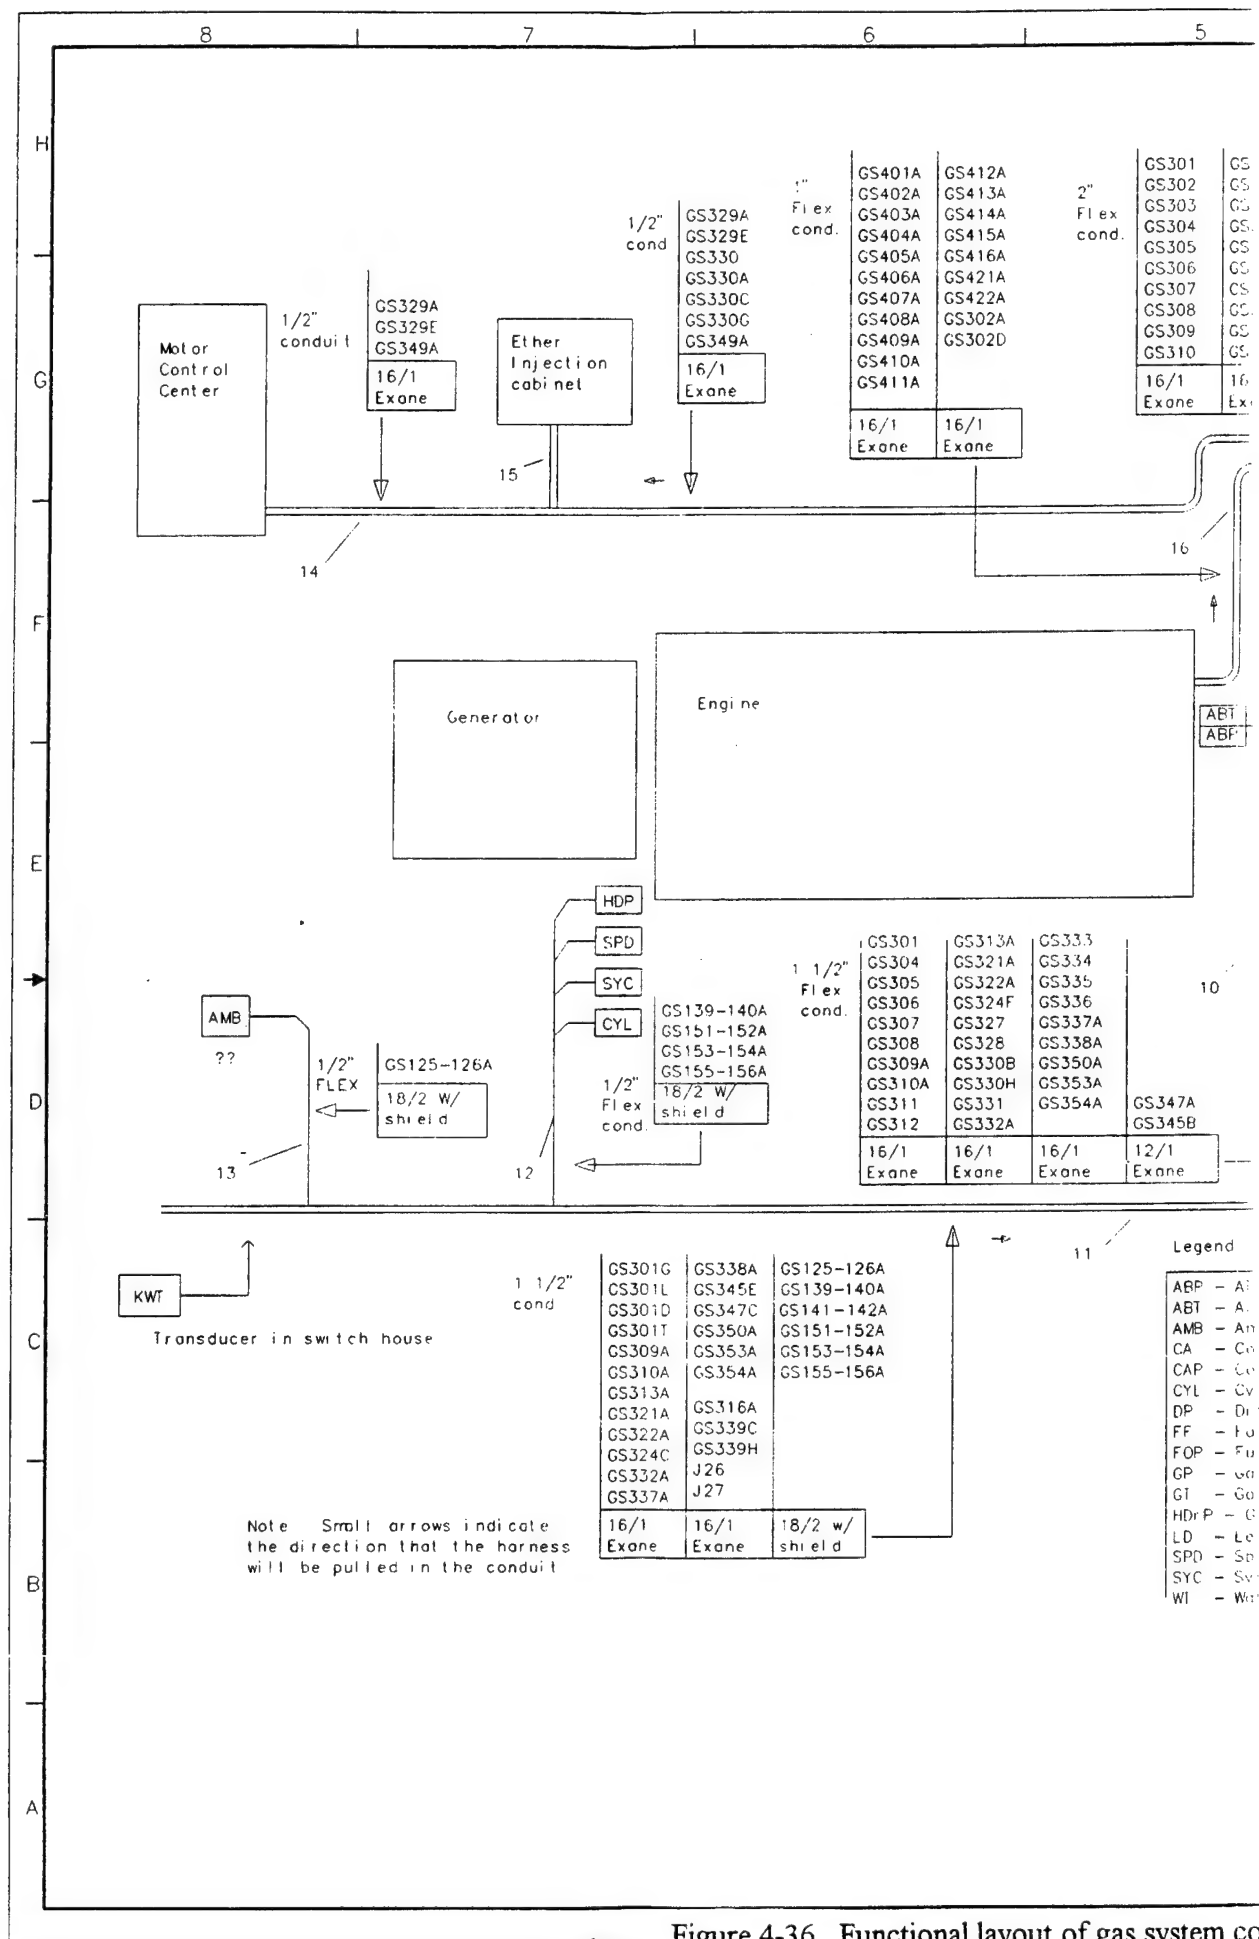 8 7 6 5
H
G
F
E
D
C
B
A
Motor
Control
Center
1/2"
conduit
GS329A
GS329E
GS349A
16/1
Exane
Ether
Injection
cabinet
1/2"
cond
GS329A
GS329E
GS330
GS330A
GS330C
GS330G
GS349A
16/1
Exane
1"
Flex
cond.
GS401A GS412A
GS402A GS413A
GS403A GS414A
GS404A GS415A
GS405A GS416A
GS406A GS421A
GS407A GS422A
GS408A GS302A
GS409A GS302D
GS410A
GS411A
16/1 16/1
Exane Exane
2"
Flex
cond.
GS301
GS302
GS303
GS304
GS305
GS306
GS307
GS308
GS309
GS310
16/1
Exane
15
14
16
Generator
Engine
ABT
ABP
HDP
SPD
SYC
CYL
AMB
??
1/2"
FLEX
GS125-126A
18/2 W/
shield
13
12
1/2"
Flex
cond.
GS139-140A
GS151-152A
GS153-154A
GS155-156A
18/2 W/
shield
1 1/2"
Flex
cond.
GS301 GS313A GS333
GS304 GS321A GS334
GS305 GS322A GS335
GS306 GS324F GS336
GS307 GS327 GS337A
GS308 GS328 GS338A
GS309A GS330B GS350A
GS310A GS330H GS353A
GS311 GS331 GS354A GS347A
GS312 GS332A GS345B
16/1 16/1 16/1 12/1
Exane Exane Exane Exane
10
11
KWT
Transducer in switch house
1 1/2"
cond
GS301G GS338A GS125-126A
GS301L GS345E GS139-140A
GS301D GS347C GS141-142A
GS301T GS350A GS151-152A
GS309A GS353A GS153-154A
GS310A GS354A GS155-156A
GS313A
GS321A GS316A
GS322A GS339C
GS324C GS339H
GS332A J26
GS337A J27
16/1 16/1 18/2 w/
Exane Exane shield
Note Small arrows indicate
the direction that the harness
will be pulled in the conduit
Legend
ABP -
ABT -
AMB -
CA -
CAP -
CYL -
DP -
FF -
FOP -
GP -
GT -
HDrP -
LD -
SPD -
SYC -
WT -
Figure 4-36. Functional layout of gas system